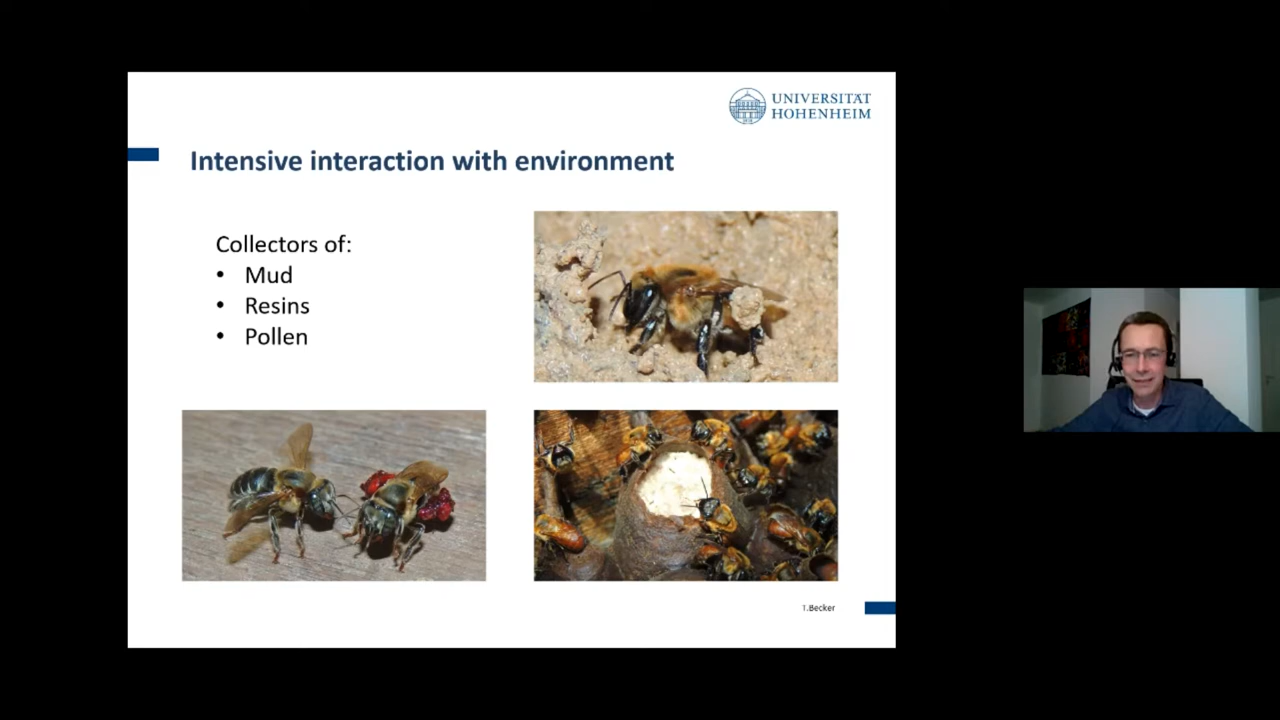 UNIVERSITÄT
HOHENHEIM
Intensive interaction with environment
Collectors of:
• Mud
• Resins
• Pollen
1.Becker